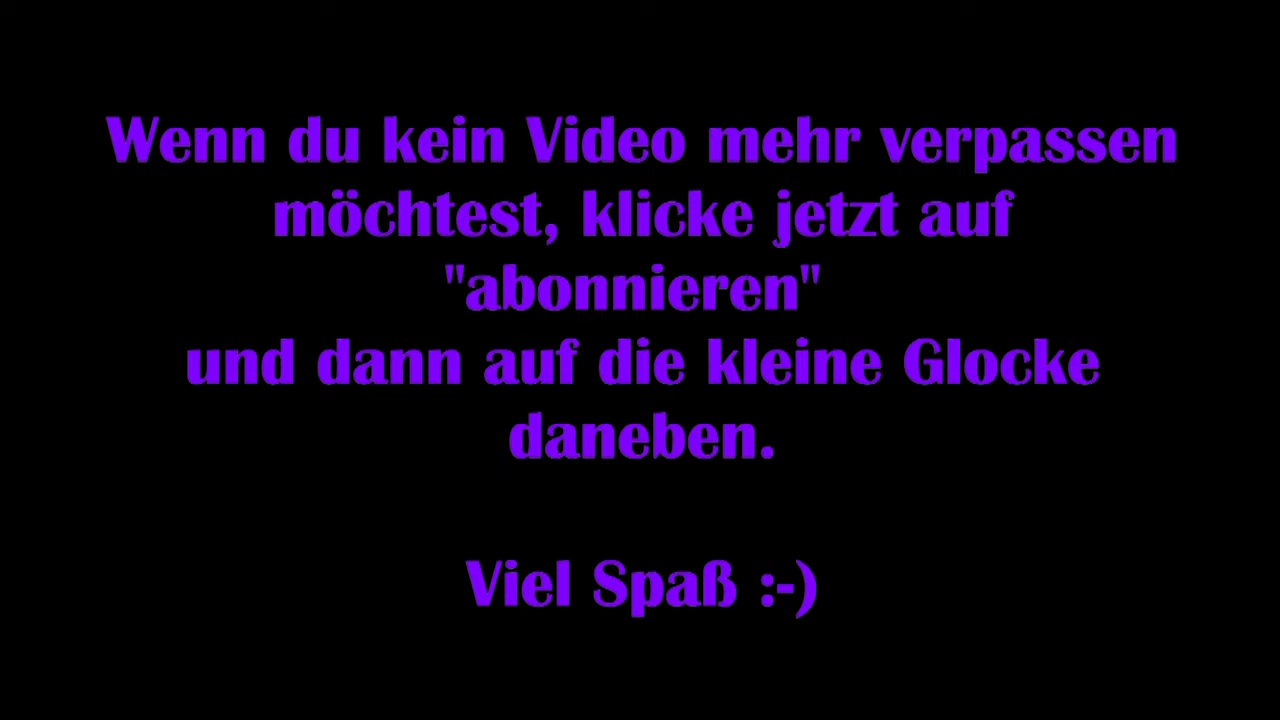 Wenn du kein Video mehr verpassen
möchtest, klicke jetzt auf
"abonnieren"
und dann auf die kleine Glocke
daneben.
Viel Spaß :-)